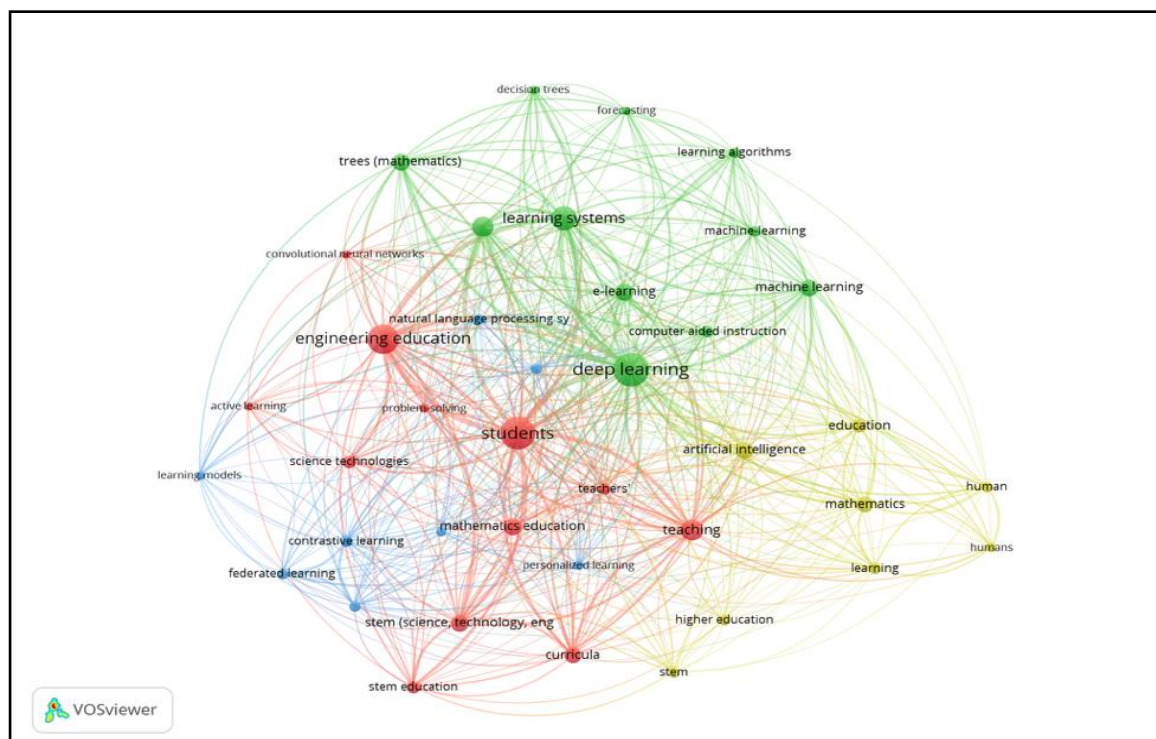 decision trees
forecasting
learning algorithms
trees (mathematics)
learning systems
machine-learning
convolutional neural networks
machine learning
e-learning
natural language processing sy
computer aided instruction
engineering education
deep learning
active learning
problem-solving
education
students
artificial intelligence
science technologies
learning models
human
teachers'
mathematics
mathematics education
teaching
contrastive learning
humans
personalized learning
federated learning
learning
stem (science, technology, eng
higher education
curricula
stem
stem education
VOSviewer